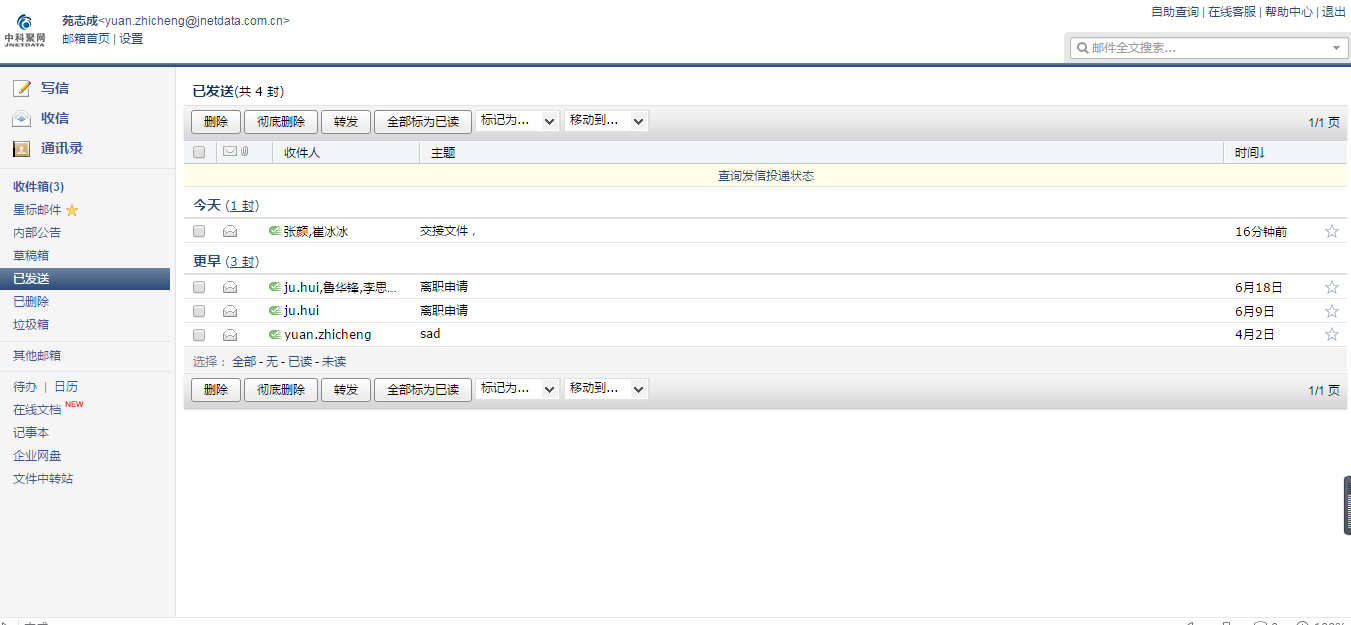 苑志成<yuan.zhicheng@jnetdata.com.cn>
邮箱首页 | 设置
中科聚网
JNETDATA
自助查询 | 在线客服 | 帮助中心 | 退出
邮件全文搜索...
写信
收信
通讯录
收件箱(3)
星标邮件
内部公告
草稿箱
已发送
已删除
垃圾箱
其他邮箱
待办 | 日历
在线文档 NEW
记事本
企业网盘
文件中转站
已发送(共 4 封)
删除 彻底删除 转发 全部标为已读 标记为... 移动到... 1/1 页
收件人 主题 时间↓
查询发信投递状态
今天 (1 封)
张颜,崔冰冰 交接文件， 16分钟前
更早 (3 封)
ju.hui,鲁华锋,李思... 离职申请 6月18日
ju.hui 离职申请 6月9日
yuan.zhicheng sad 4月2日
选择： 全部 - 无 - 已读 - 未读
删除 彻底删除 转发 全部标为已读 标记为... 移动到... 1/1 页